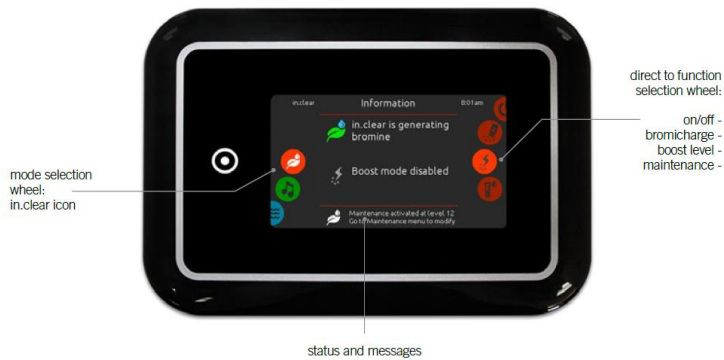 in.clear
Information
8:01am
in.clear is generating
bromine
Boost mode disabled
Maintenance activated at level 12
Go to Maintenance menu to modify
mode selection
wheel:
in.clear icon
direct to function
selection wheel:
on/off -
bromicharge -
boost level -
maintenance -
status and messages